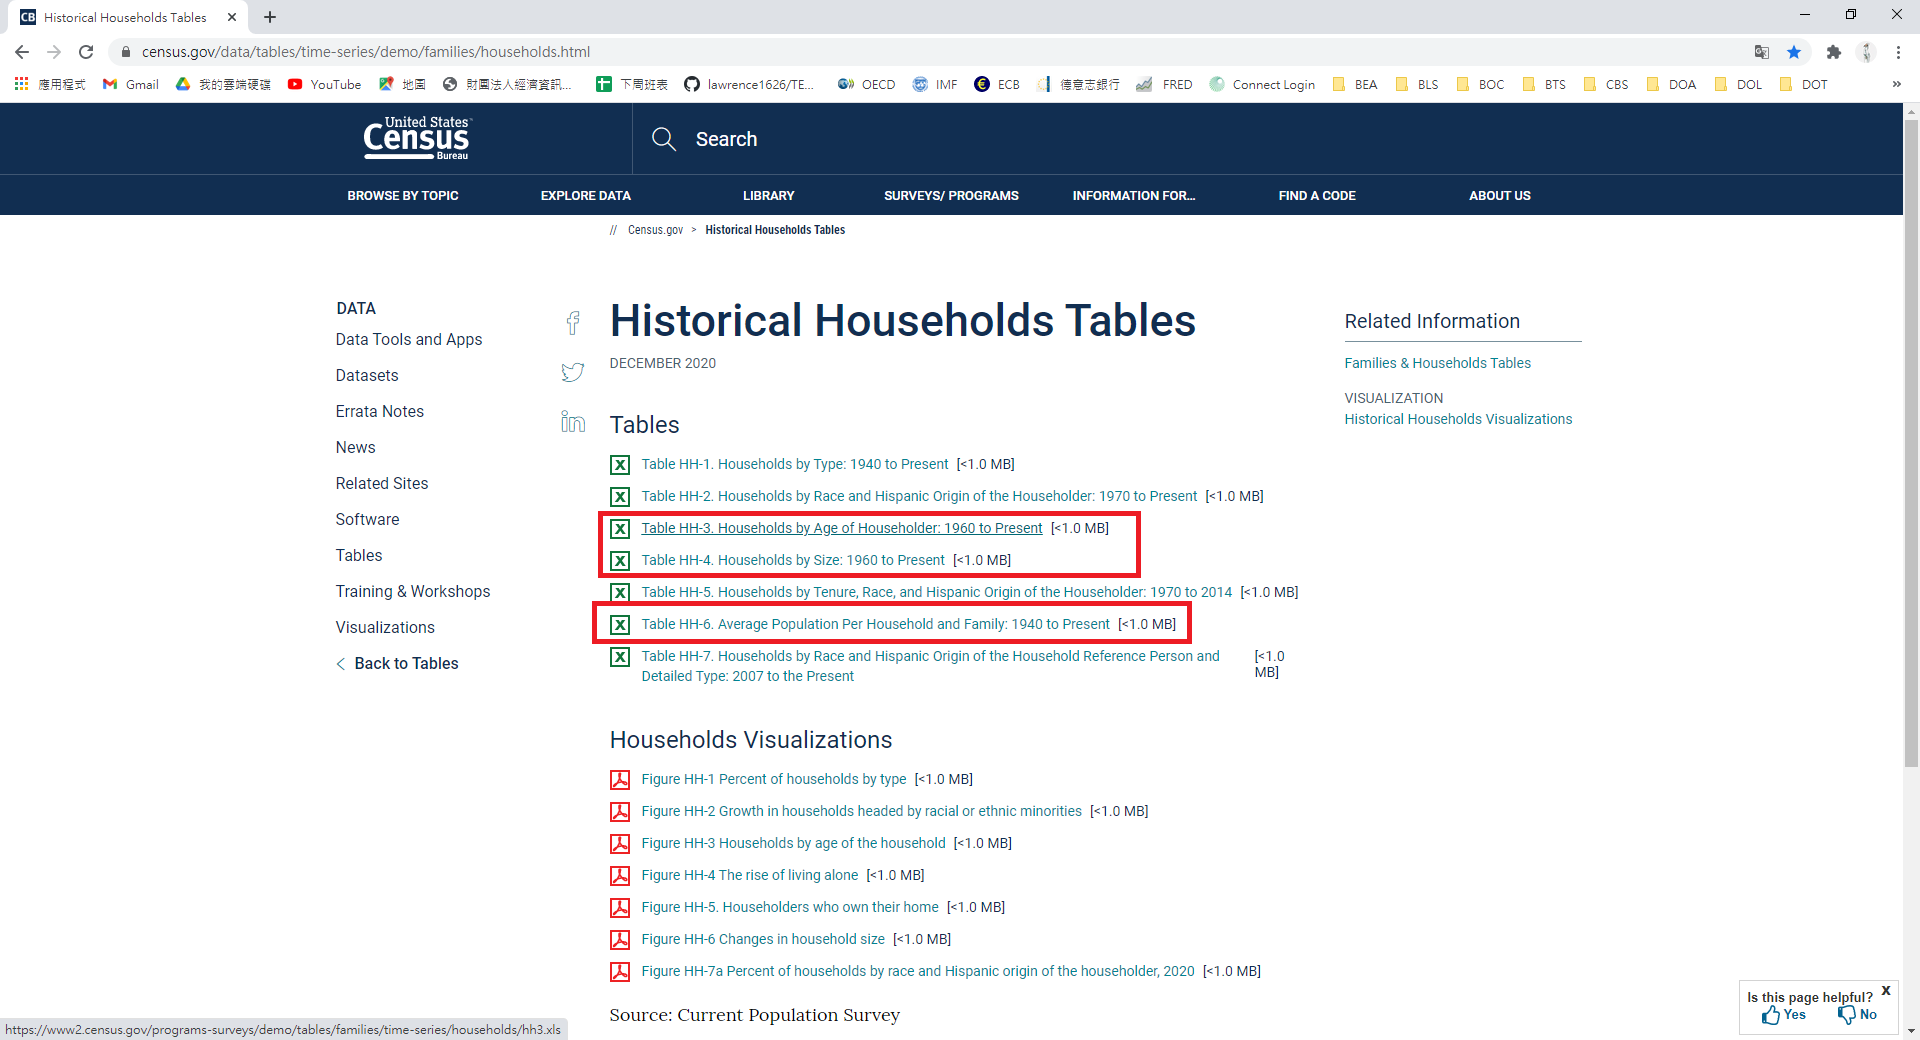 CB Historical Households Tables
census.gov/data/tables/time-series/demo/families/households.html
應用程式 Gmail 我的雲端硬碟 YouTube 地圖 財團法人經濟資訊... 下周班表 lawrence1626/TE... OECD IMF ECB 德意志銀行 FRED Connect Login BEA BLS BOC BTS CBS DOA DOL DOT »
United States
Census
Bureau
Search
BROWSE BY TOPIC EXPLORE DATA LIBRARY SURVEYS/ PROGRAMS INFORMATION FOR... FIND A CODE ABOUT US
// Census.gov > Historical Households Tables
DATA
Data Tools and Apps
Datasets
Errata Notes
News
Related Sites
Software
Tables
Training & Workshops
Visualizations
< Back to Tables
f
in
Historical Households Tables
DECEMBER 2020
Tables
Table HH-1. Households by Type: 1940 to Present [<1.0 MB]
Table HH-2. Households by Race and Hispanic Origin of the Householder: 1970 to Present [<1.0 MB]
Table HH-3. Households by Age of Householder: 1960 to Present [<1.0 MB]
Table HH-4. Households by Size: 1960 to Present [<1.0 MB]
Table HH-5. Households by Tenure, Race, and Hispanic Origin of the Householder: 1970 to 2014 [<1.0 MB]
Table HH-6. Average Population Per Household and Family: 1940 to Present [<1.0 MB]
Table HH-7. Households by Race and Hispanic Origin of the Household Reference Person and [<1.0
Detailed Type: 2007 to the Present MB]
Households Visualizations
Figure HH-1 Percent of households by type [<1.0 MB]
Figure HH-2 Growth in households headed by racial or ethnic minorities [<1.0 MB]
Figure HH-3 Households by age of the household [<1.0 MB]
Figure HH-4 The rise of living alone [<1.0 MB]
Figure HH-5. Householders who own their home [<1.0 MB]
Figure HH-6 Changes in household size [<1.0 MB]
Figure HH-7a Percent of households by race and Hispanic origin of the householder, 2020 [<1.0 MB]
Source: Current Population Survey
Related Information
Families & Households Tables
VISUALIZATION
Historical Households Visualizations
Is this page helpful? X
Yes No
https://www2.census.gov/programs-surveys/demo/tables/families/time-series/households/hh3.xls